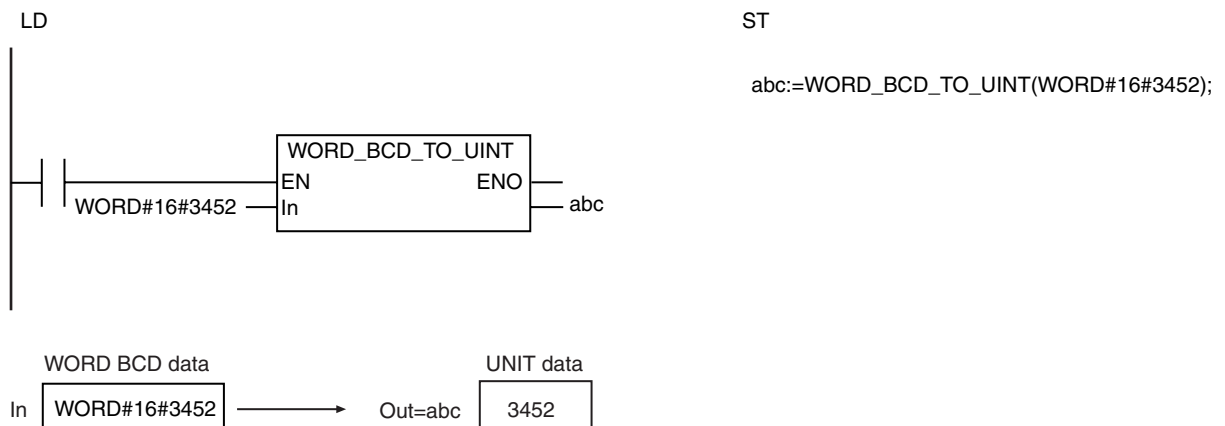 LD
ST
abc:=WORD_BCD_TO_UINT(WORD#16#3452);
WORD_BCD_TO_UINT
EN ENO
WORD#16#3452 In abc
WORD BCD data UNIT data
In WORD#16#3452 Out=abc 3452